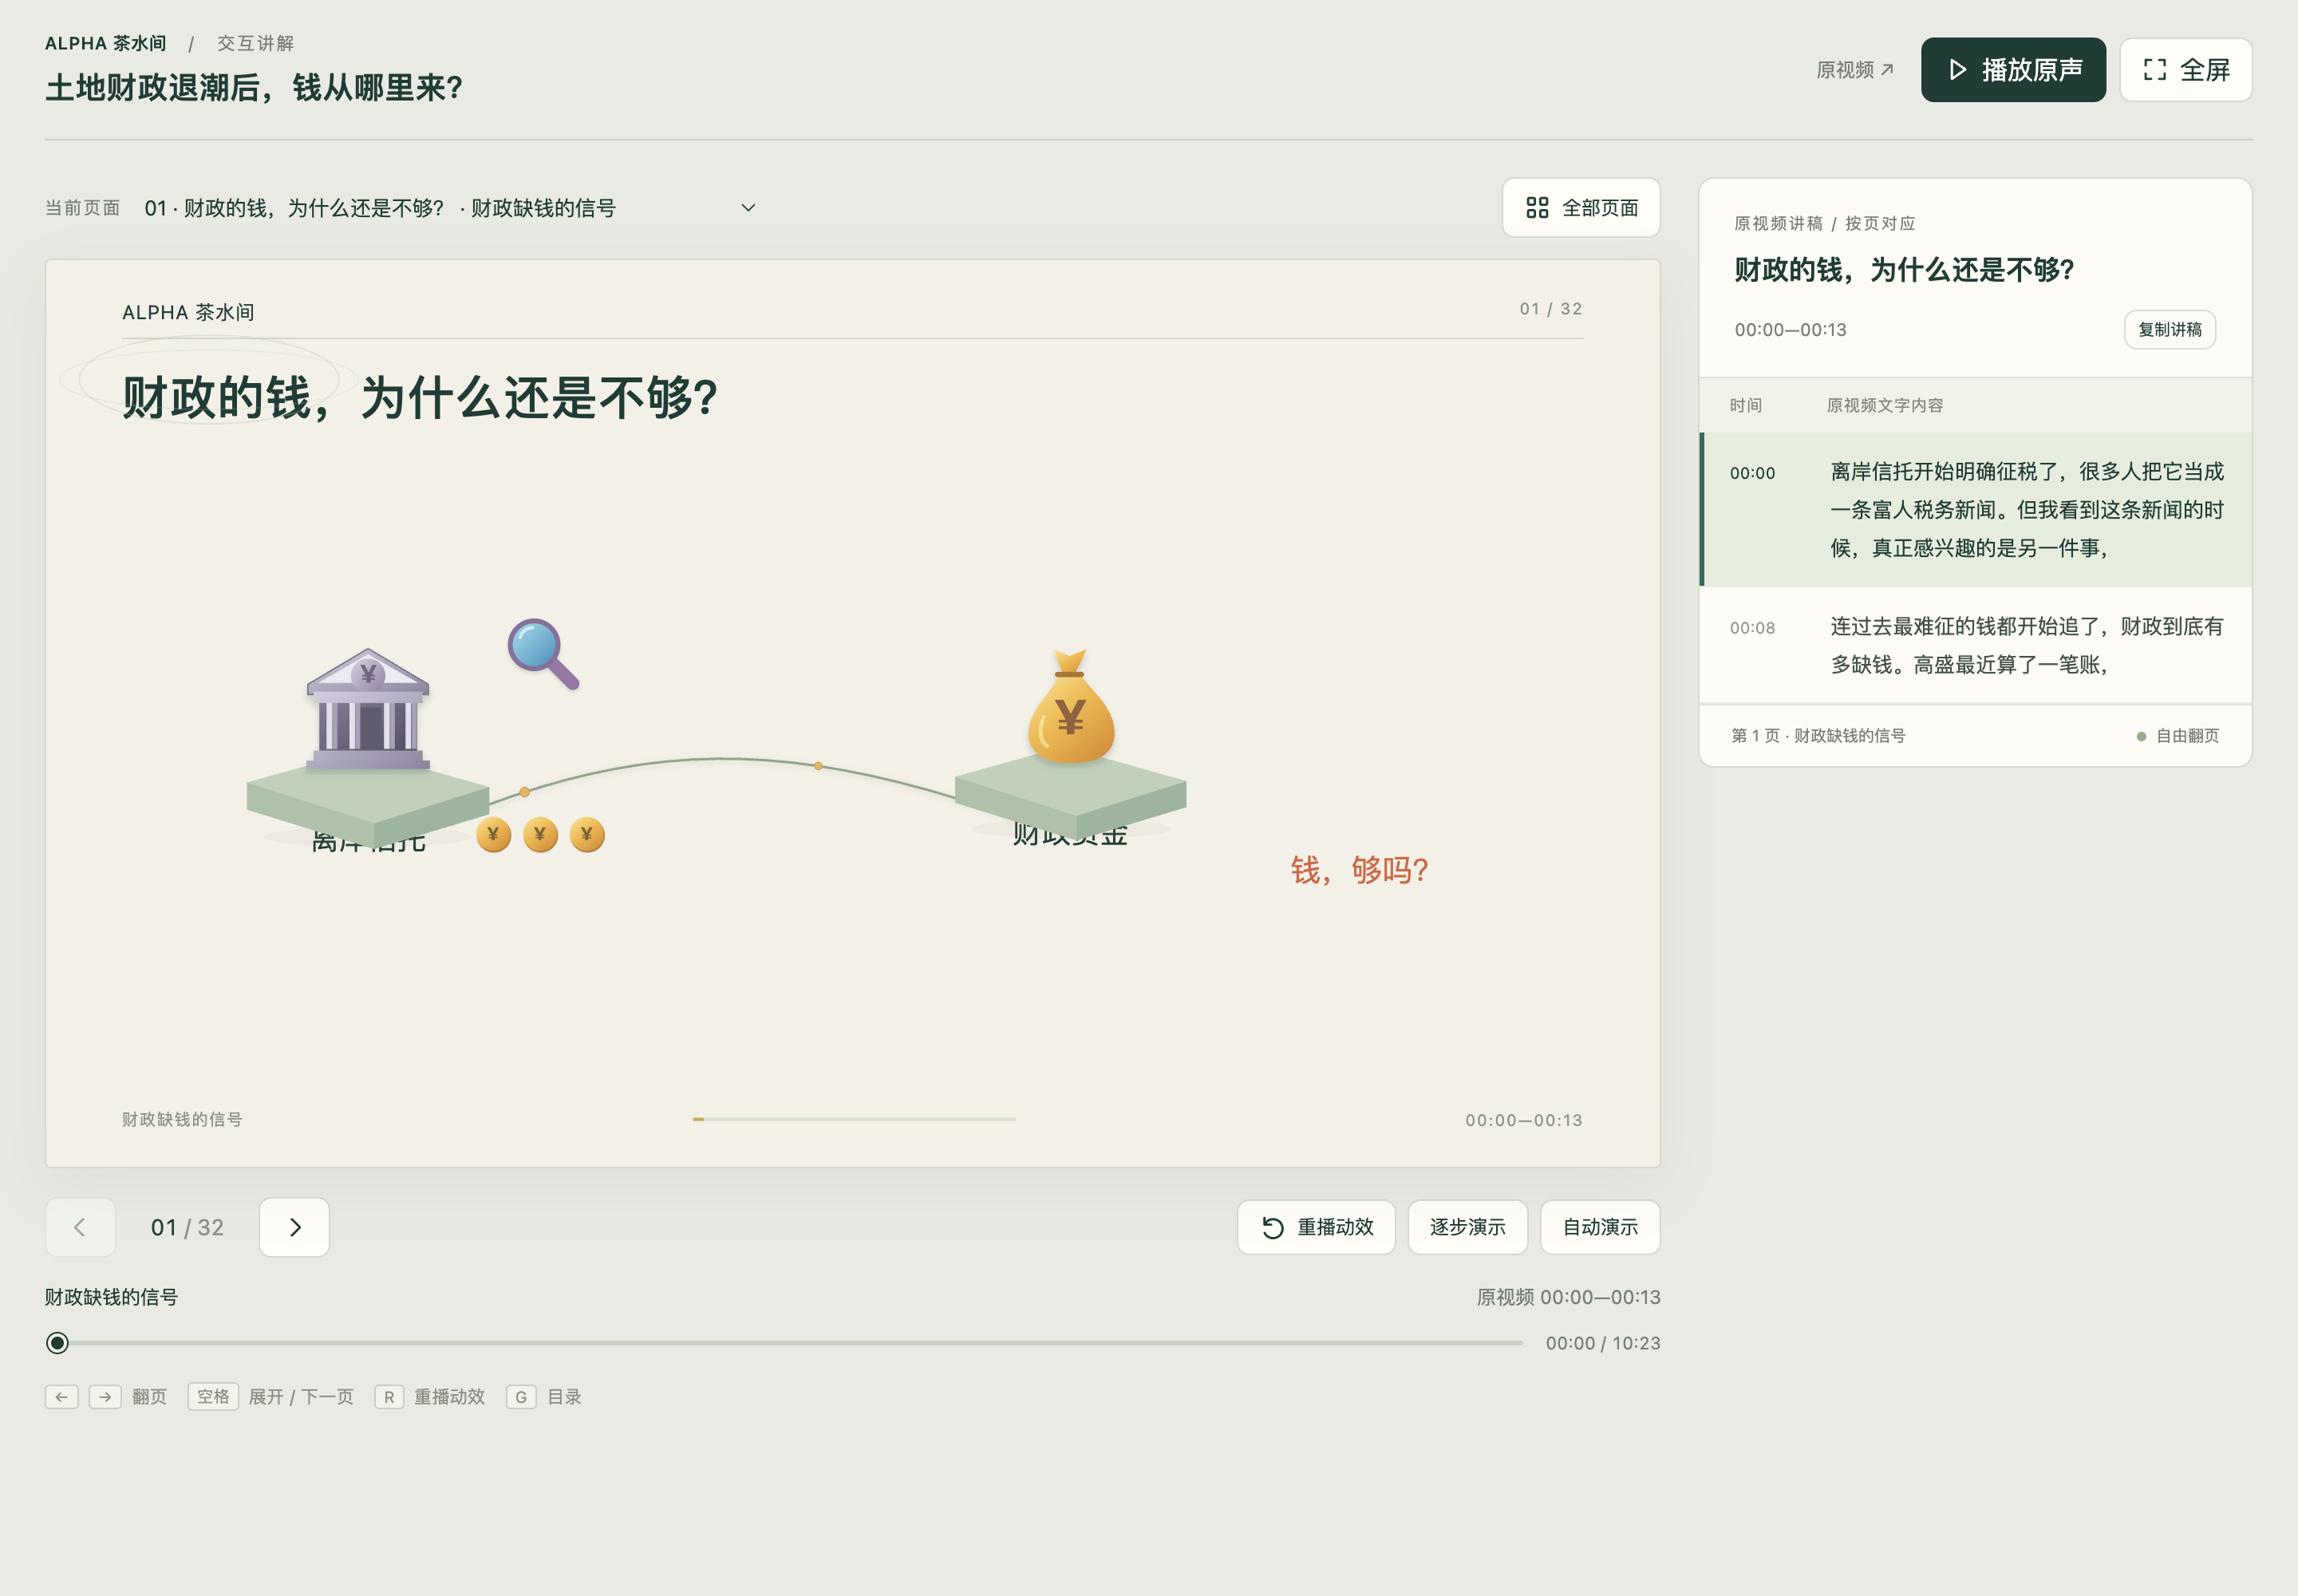 ALPHA 茶水间 / 交互讲解
土地财政退潮后，钱从哪里来？
原视频
播放原声
全屏
当前页面 01 · 财政的钱，为什么还是不够？ · 财政缺钱的信号
全部页面
ALPHA 茶水间
01 / 32
财政的钱，为什么还是不够？
¥
¥
离岸信托
¥ ¥ ¥
财政资金
钱，够吗？
财政缺钱的信号
00:00—00:13
01 / 32
重播动效
逐步演示
自动演示
财政缺钱的信号
原视频 00:00—00:13
00:00 / 10:23
← → 翻页 空格 展开 / 下一页 R 重播动效 G 目录
原视频讲稿 / 按页对应
财政的钱，为什么还是不够？
00:00—00:13
复制讲稿
时间 原视频文字内容
00:00 离岸信托开始明确征税了，很多人把它当成
一条富人税务新闻。但我看到这条新闻的时
候，真正感兴趣的是另一件事，
00:08 连过去最难征的钱都开始追了，财政到底有
多缺钱。高盛最近算了一笔账，
第 1 页 · 财政缺钱的信号
自由翻页